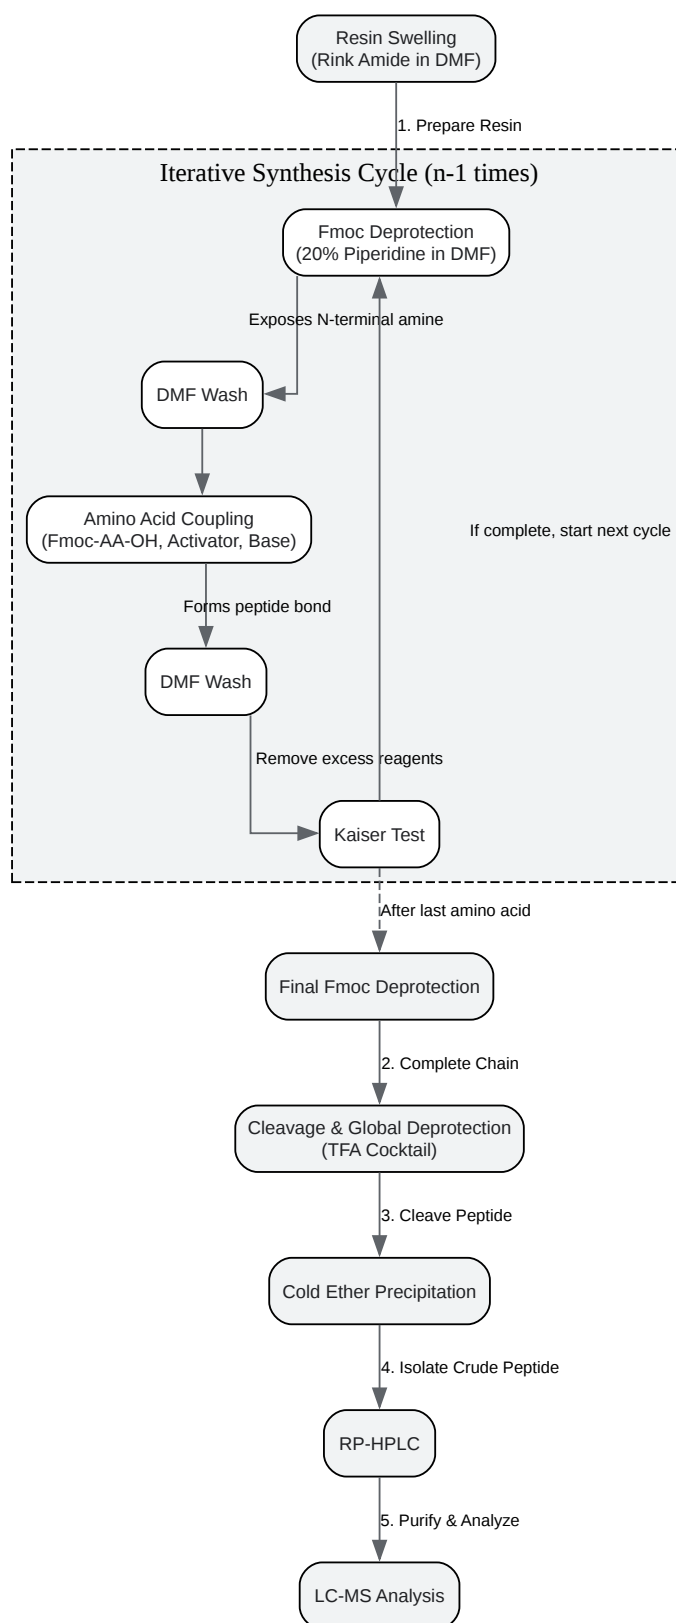 Resin Swelling
(Rink Amide in DMF)
1. Prepare Resin
Iterative Synthesis Cycle (n-1 times)
Fmoc Deprotection
(20% Piperidine in DMF)
Exposes N-terminal amine
DMF Wash
Amino Acid Coupling
(Fmoc-AA-OH, Activator, Base)
If complete, start next cycle
Forms peptide bond
DMF Wash
Remove excess reagents
Kaiser Test
After last amino acid
Final Fmoc Deprotection
2. Complete Chain
Cleavage & Global Deprotection
(TFA Cocktail)
3. Cleave Peptide
Cold Ether Precipitation
4. Isolate Crude Peptide
RP-HPLC
5. Purify & Analyze
LC-MS Analysis